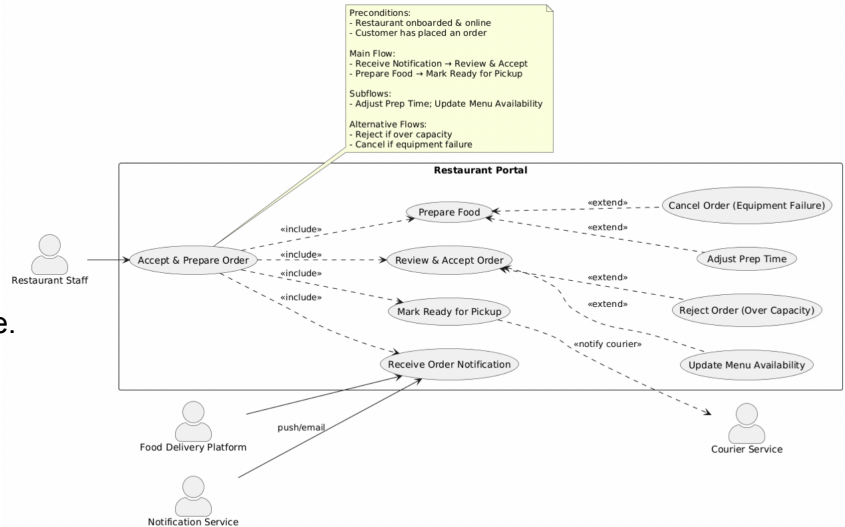 Preconditions:
- Restaurant onboarded & online
- Customer has placed an order
Main Flow:
- Receive Notification → Review & Accept
- Prepare Food → Mark Ready for Pickup
Subflows:
- Adjust Prep Time; Update Menu Availability
Alternative Flows:
- Reject if over capacity
- Cancel if equipment failure
Restaurant Portal
Prepare Food
«extend»
Cancel Order (Equipment Failure)
«extend»
«include»
Restaurant Staff
Accept & Prepare Order
«include»
Review & Accept Order
Adjust Prep Time
«include»
«extend»
«include»
«extend»
Mark Ready for Pickup
Reject Order (Over Capacity)
e.
«notify courier»
Receive Order Notification
Update Menu Availability
push/email
Food Delivery Platform
Courier Service
Notification Service